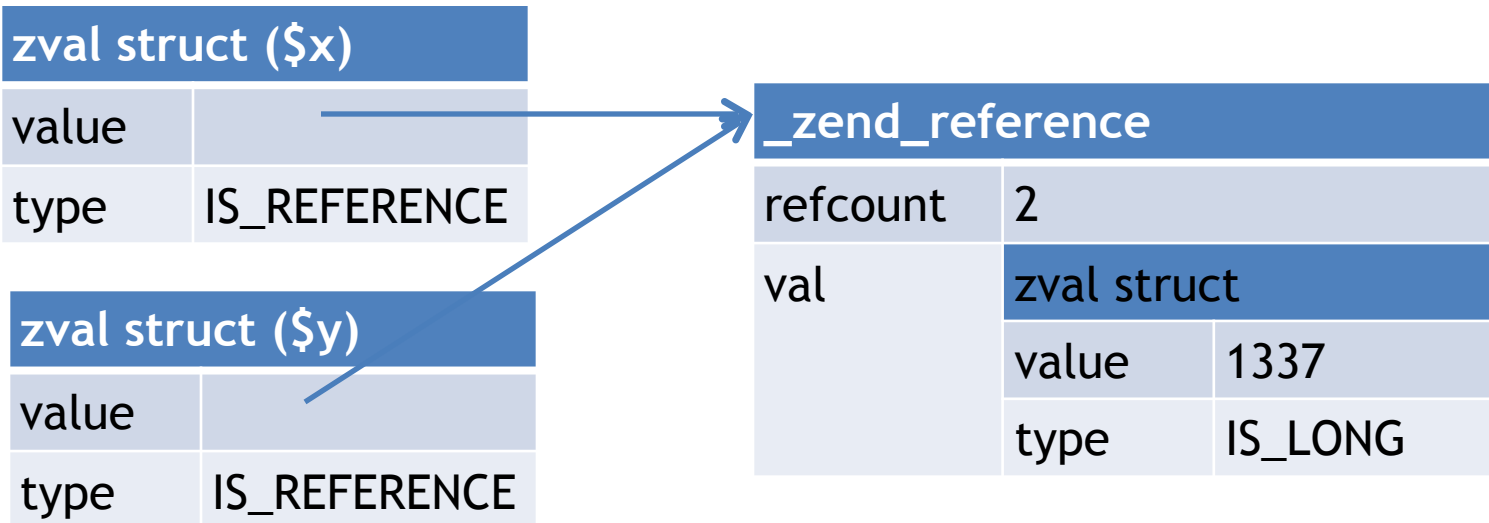 zval struct ($x)
value
type IS_REFERENCE
zval struct ($y)
value
type IS_REFERENCE
_zend_reference
refcount 2
val zval struct
value 1337
type IS_LONG